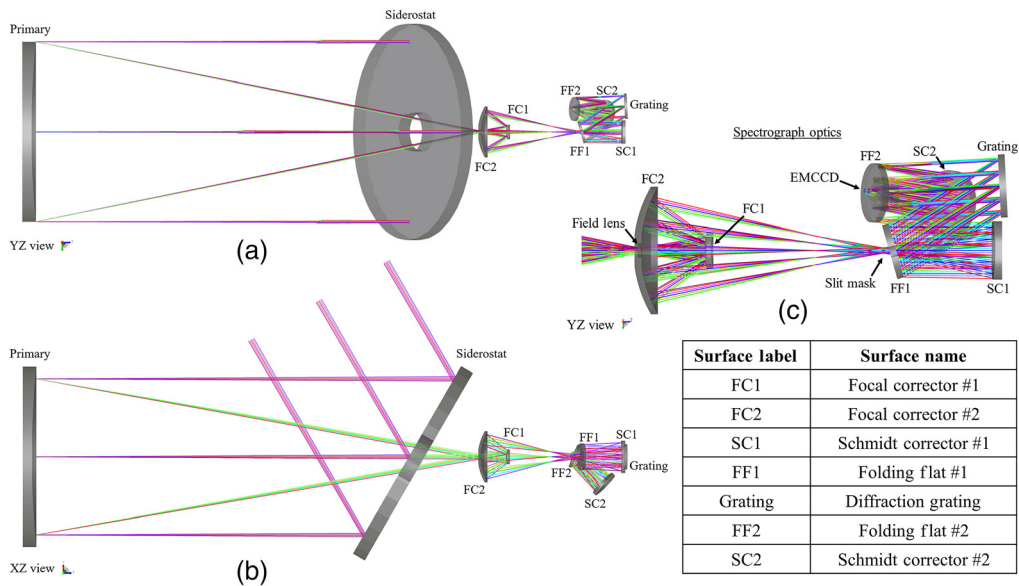 Primary
Siderostat
FC1
FC2
FF2
SC2
Grating
FF1
SC1
YZ view
(a)
Primary
Siderostat
FC1
FC2
FF1
SC1
FF2
Grating
SC2
XZ view
(b)
Spectrograph optics
FC2
Field lens
FC1
EMCCD
FF2
SC2
Grating
Slit mask
FF1
SC1
YZ view
(c)
Surface label Surface name
FC1 Focal corrector #1
FC2 Focal corrector #2
SC1 Schmidt corrector #1
FF1 Folding flat #1
Grating Diffraction grating
FF2 Folding flat #2
SC2 Schmidt corrector #2